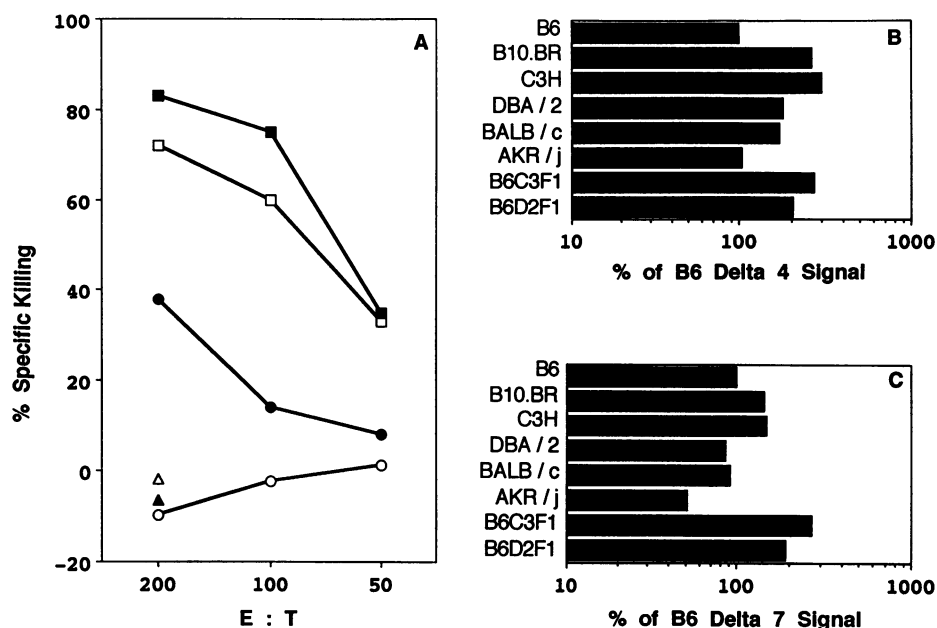 A
100
80
60
40
20
0
-20
% Specific Killing
200 100 50
E : T
B
B6
B10.BR
C3H
DBA / 2
BALB / c
AKR / j
B6C3F1
B6D2F1
10 100 1000
% of B6 Delta 4 Signal
C
B6
B10.BR
C3H
DBA / 2
BALB / c
AKR / j
B6C3F1
B6D2F1
10 100 1000
% of B6 Delta 7 Signal